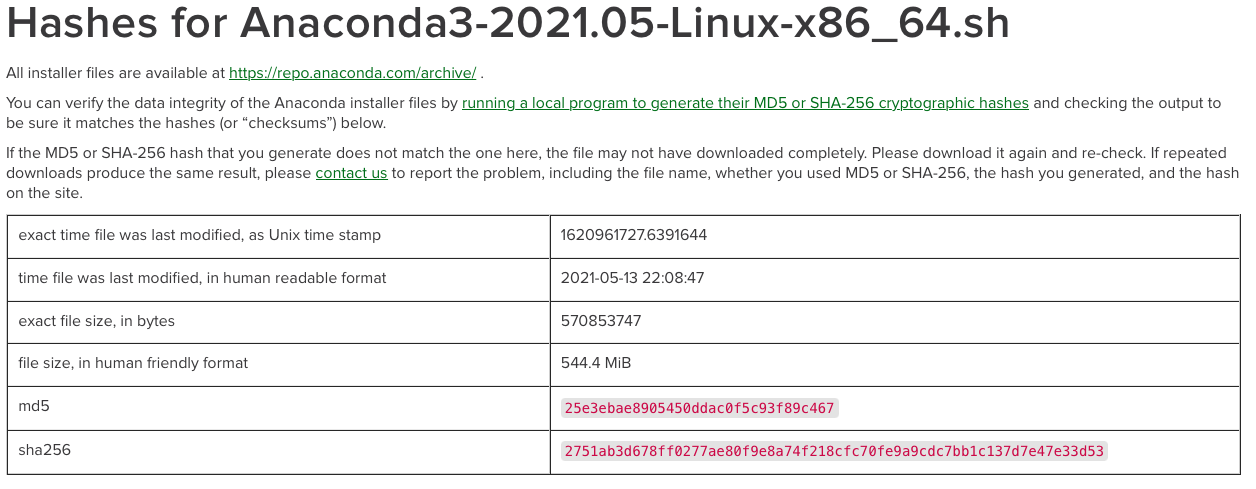 Hashes for Anaconda3-2021.05-Linux-x86_64.sh
All installer files are available at https://repo.anaconda.com/archive/ .
You can verify the data integrity of the Anaconda installer files by running a local program to generate their MD5 or SHA-256 cryptographic hashes and checking the output to
be sure it matches the hashes (or “checksums”) below.
If the MD5 or SHA-256 hash that you generate does not match the one here, the file may not have downloaded completely. Please download it again and re-check. If repeated
downloads produce the same result, please contact us to report the problem, including the file name, whether you used MD5 or SHA-256, the hash you generated, and the hash
on the site.
exact time file was last modified, as Unix time stamp 1620961727.6391644
time file was last modified, in human readable format 2021-05-13 22:08:47
exact file size, in bytes 570853747
file size, in human friendly format 544.4 MiB
md5 25e3ebae8905450ddac0f5c93f89c467
sha256 2751ab3d678ff0277ae80f9e8a74f218cfc70fe9a9cdc7bb1c137d7e47e33d53